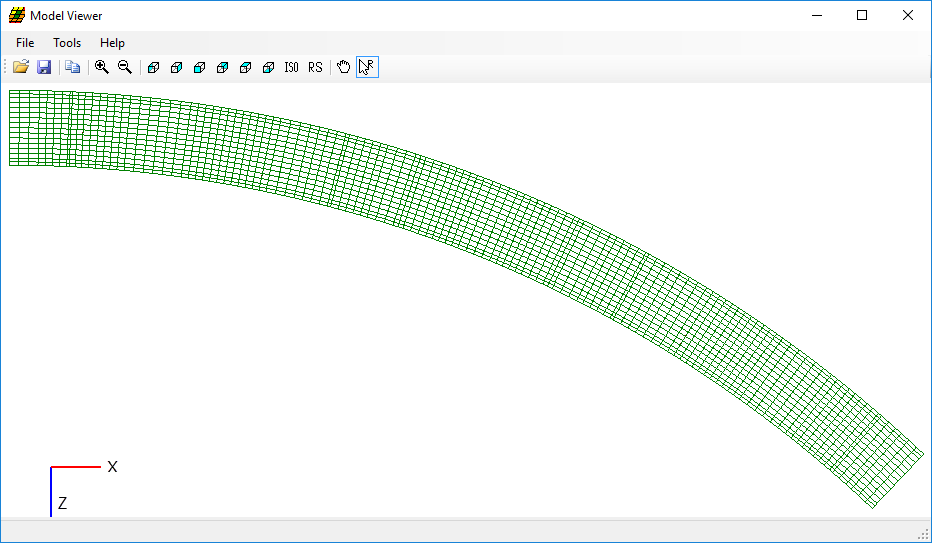 Model Viewer
File Tools Help
ISO RS R
X
Z